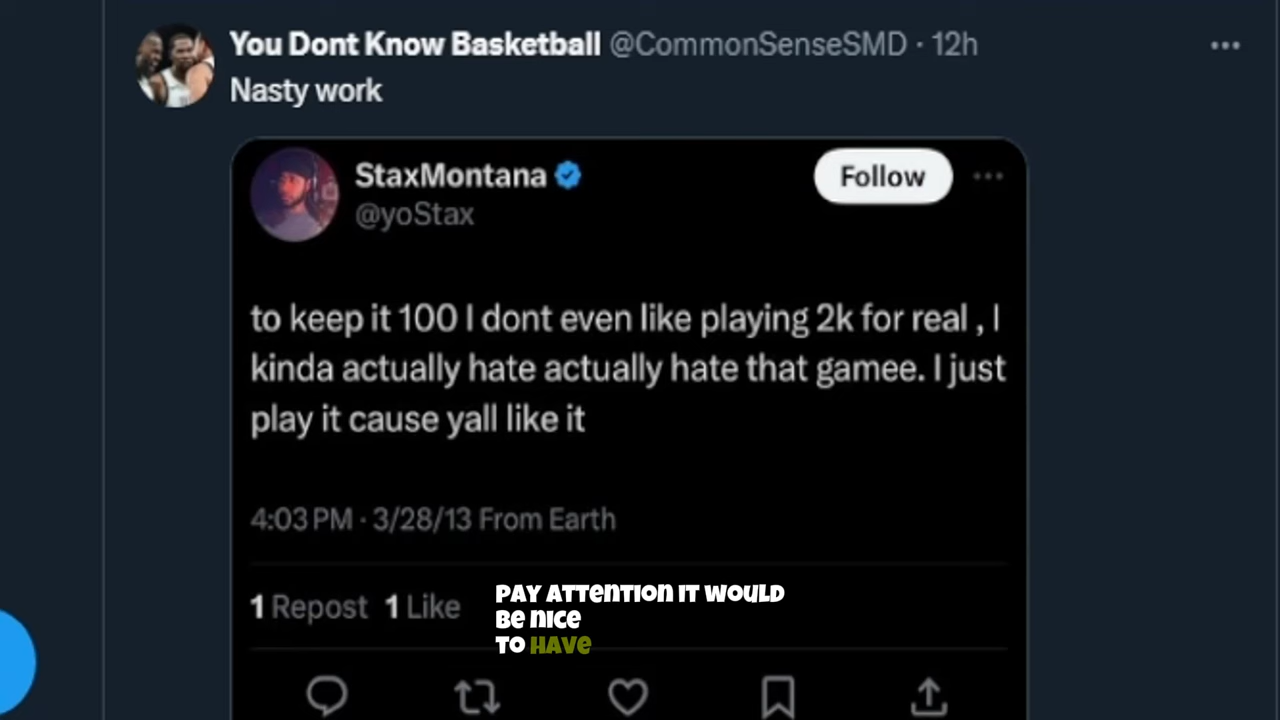 You Dont Know Basketball @CommonSenseSMD · 12h
Nasty work
StaxMontana
Follow
@yoStax
to keep it 100 I dont even like playing 2k for real , I
kinda actually hate actually hate that gamee. I just
play it cause yall like it
4:03 PM · 3/28/13 From Earth
1 Repost 1 Like
PAY ATTENTION IT WOULD
BE NICE
TO HAVE